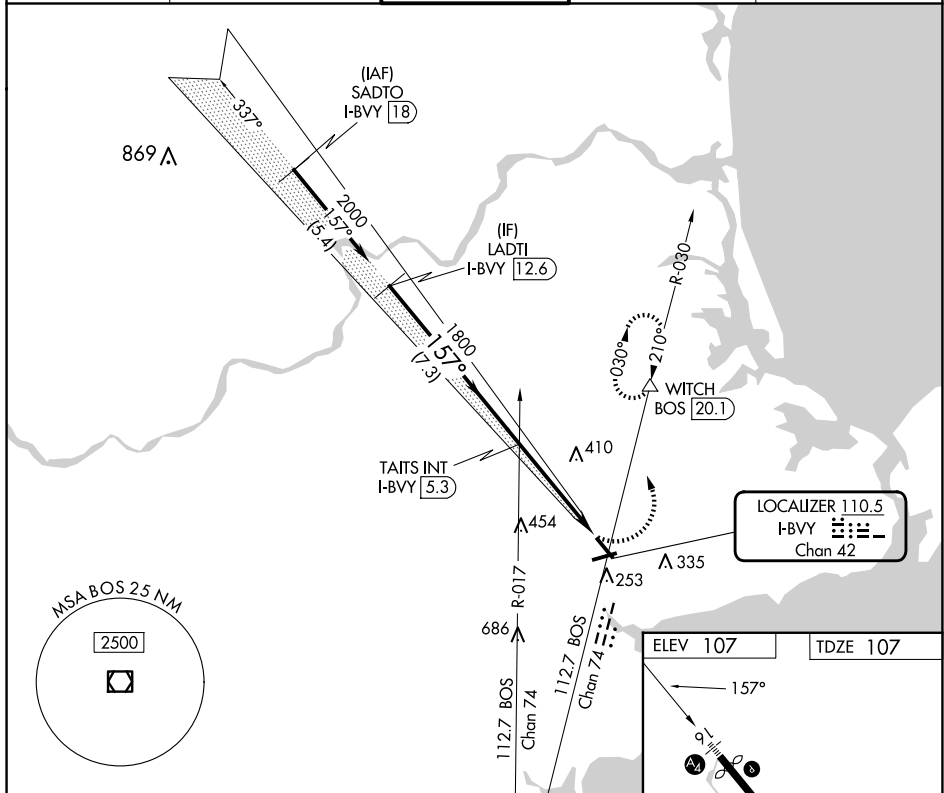 (IAF)
SADTO
I-BVY 18
337°
869
2000
157°
(5.4)
(IF)
LADTI
I-BVY 12.6
1800
157°
(7.3)
R-030
030°
210°
WITCH
BOS 20.1
TAITS INT
I-BVY 5.3
410
454
LOCALIZER 110.5
I-BVY
Chan 42
335
253
R-017
686
112.7 BOS
Chan 74
112.7 BOS
Chan 74
MSA BOS 25 NM
2500
ELEV 107
TDZE 107
157°
16
A4
P